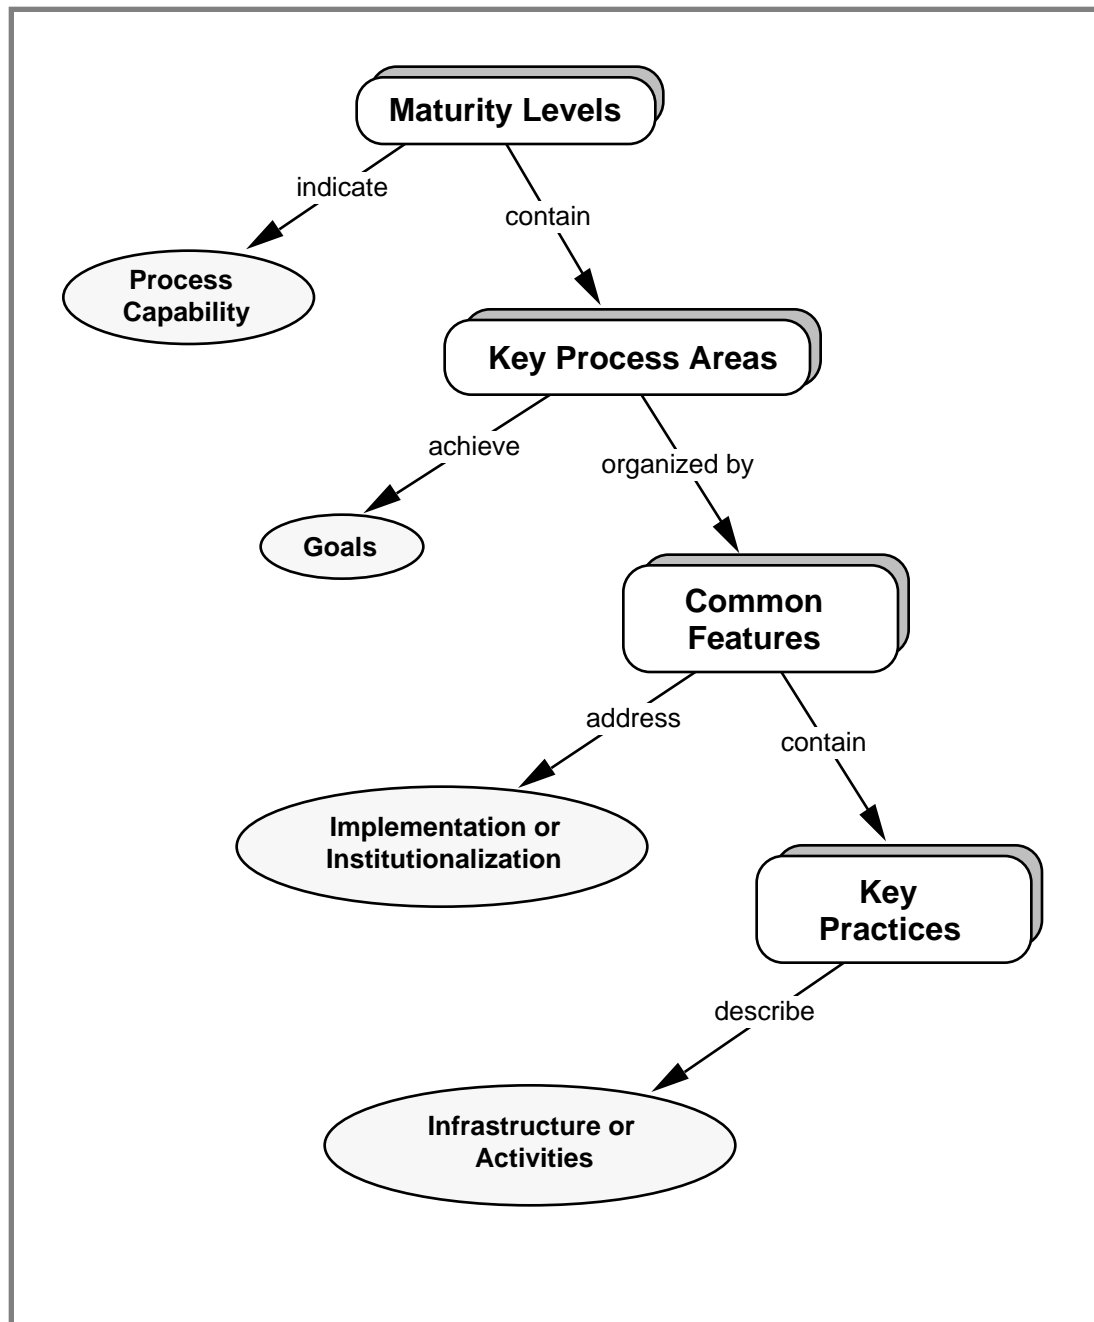 Maturity Levels
indicate
contain
Process
Capability
Key Process Areas
achieve
organized by
Goals
Common
Features
address
contain
Implementation or
Institutionalization
Key
Practices
describe
Infrastructure or
Activities